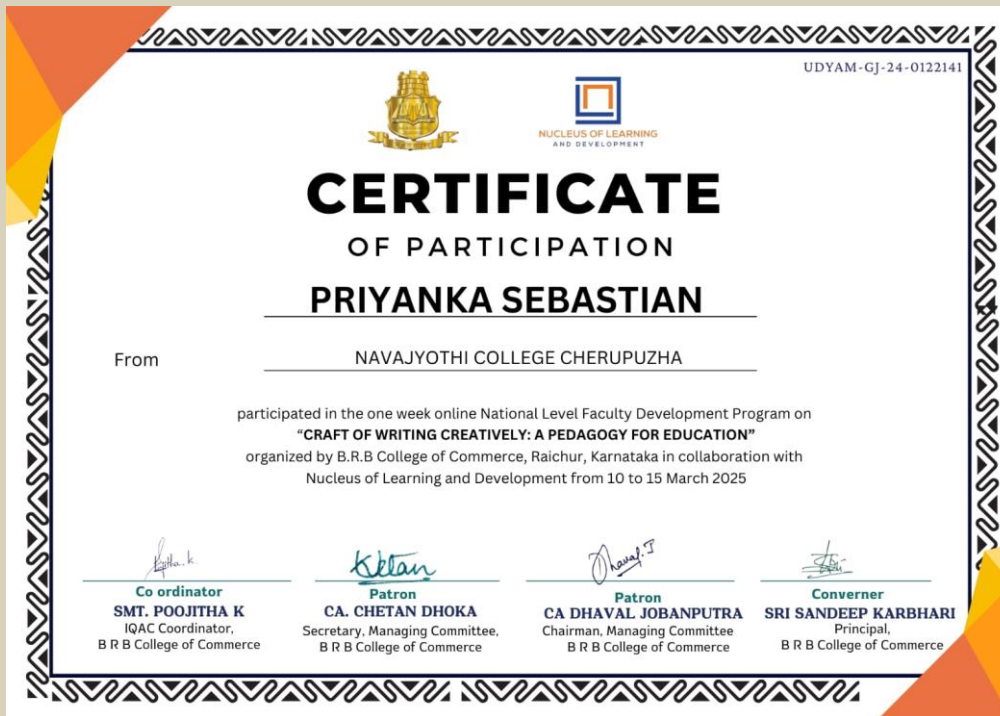 UDYAM-GJ-24-0122141
NUCLEUS OF LEARNING
AND DEVELOPMENT
CERTIFICATE
OF PARTICIPATION
PRIYANKA SEBASTIAN
From
NAVAJYOTHI COLLEGE CHERUPUZHA
participated in the one week online National Level Faculty Development Program on
“CRAFT OF WRITING CREATIVELY: A PEDAGOGY FOR EDUCATION”
organized by B.R.B College of Commerce, Raichur, Karnataka in collaboration with
Nucleus of Learning and Development from 10 to 15 March 2025
Pojitha. K
Co ordinator
SMT. POOJITHA K
IQAC Coordinator,
B R B College of Commerce
Ketan
Patron
CA. CHETAN DHOKA
Secretary, Managing Committee,
B R B College of Commerce
Dhaval. J
Patron
CA DHAVAL JOBANPUTRA
Chairman, Managing Committee
B R B College of Commerce
Converner
SRI SANDEEP KARBHARI
Principal,
B R B College of Commerce